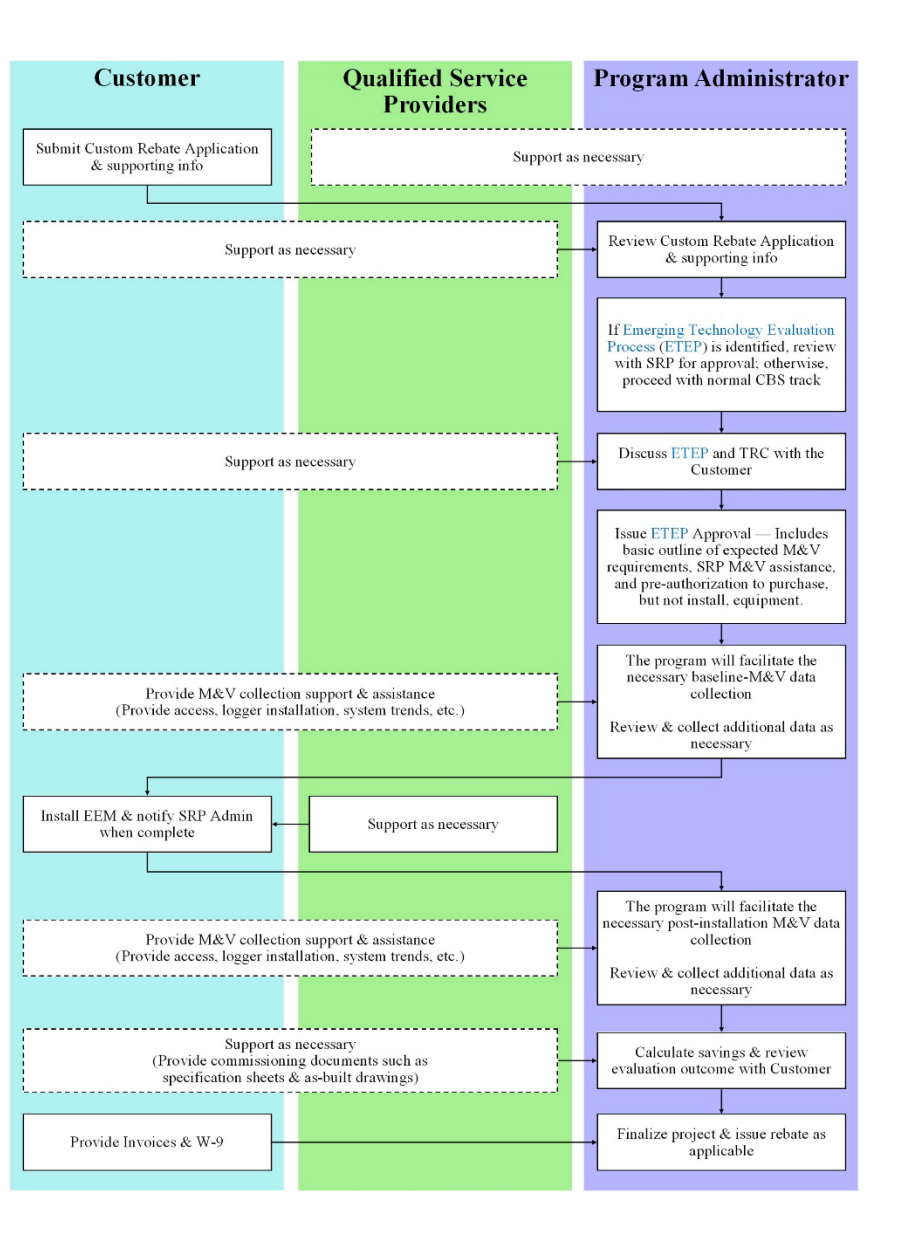 Customer
Qualified Service
Providers
Program Administrator
Submit Custom Rebate Application
& supporting info
Support as necessary
Support as necessary
Review Custom Rebate Application
& supporting info
If Emerging Technology Evaluation
Process (ETEP) is identified, review
with SRP for approval; otherwise,
proceed with normal CBS track
Support as necessary
Discuss ETEP and TRC with the
Customer
Issue ETEP Approval — Includes
basic outline of expected M&V
requirements, SRP M&V assistance,
and pre-authorization to purchase,
but not install, equipment.
Provide M&V collection support & assistance
(Provide access, logger installation, system trends, etc.)
The program will facilitate the
necessary baseline-M&V data
collection
Review & collect additional data as
necessary
Install EEM & notify SRP Admin
when complete
Support as necessary
Provide M&V collection support & assistance
(Provide access, logger installation, system trends, etc.)
The program will facilitate the
necessary post-installation M&V data
collection
Review & collect additional data as
necessary
Support as necessary
(Provide commissioning documents such as
specification sheets & as-built drawings)
Calculate savings & review
evaluation outcome with Customer
Provide Invoices & W-9
Finalize project & issue rebate as
applicable